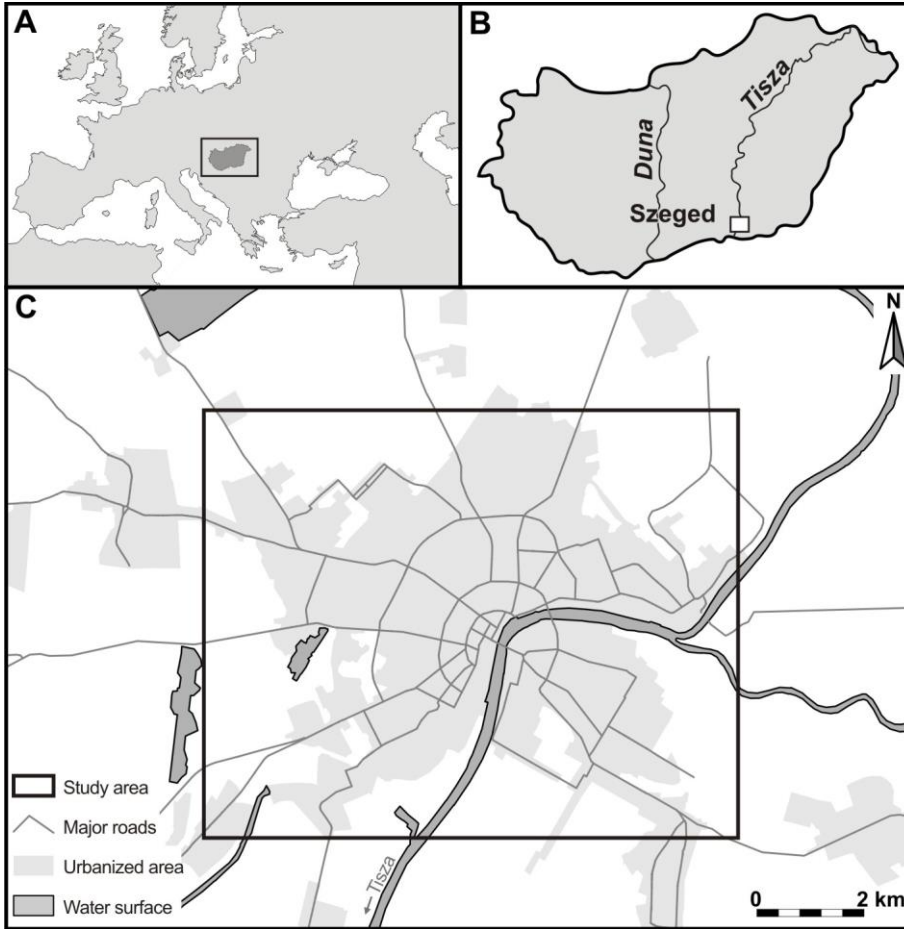 A
B
Tisza
Duna
Szeged
C
N
Study area
Major roads
Urbanized area
Water surface
← Tisza
0 2 km